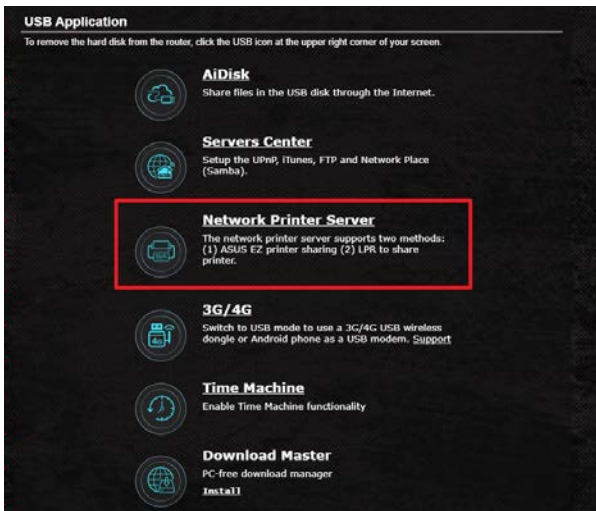 USB Application
To remove the hard disk from the router, click the USB icon at the upper right corner of your screen.
AiDisk
Share files in the USB disk through the Internet.
Servers Center
Setup the UPnP, iTunes, FTP and Network Place
(Samba).
Network Printer Server
The network printer server supports two methods:
(1) ASUS EZ printer sharing (2) LPR to share
printer.
3G/4G
Switch to USB mode to use a 3G/4G USB wireless
dongle or Android phone as a USB modem. Support
4G
Time Machine
Enable Time Machine functionality
Download Master
PC-free download manager
Install